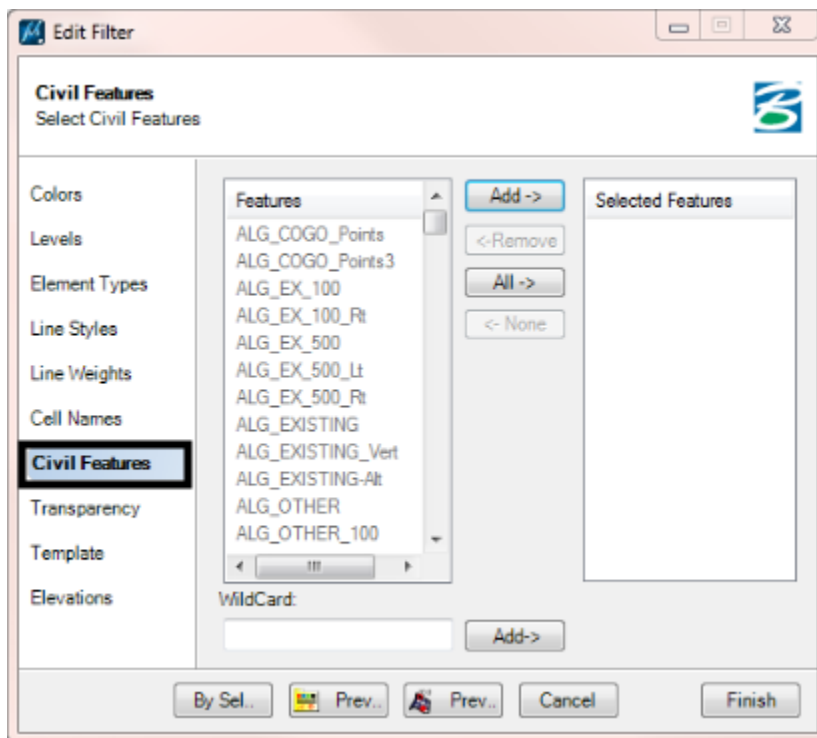 Edit Filter
Civil Features
Select Civil Features
Colors
Levels
Element Types
Line Styles
Line Weights
Cell Names
Civil Features
Transparency
Template
Elevations
Features
ALG_COGO_Points
ALG_COGO_Points3
ALG_EX_100
ALG_EX_100_Rt
ALG_EX_500
ALG_EX_500_Lt
ALG_EX_500_Rt
ALG_EXISTING
ALG_EXISTING_Vert
ALG_EXISTING-Alt
ALG_OTHER
ALG_OTHER_100
WildCard:
Add ->
<-Remove
All ->
<- None
Add->
Selected Features
By Sel..
Prev..
Prev..
Cancel
Finish